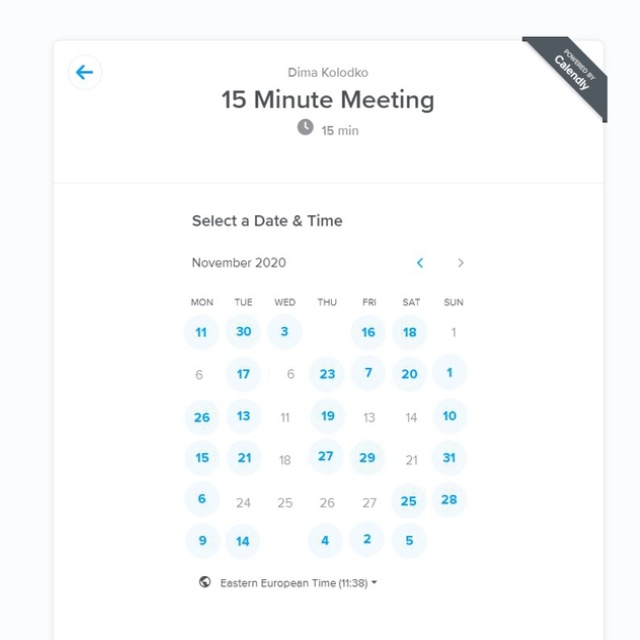 POWERED BY
Calendly
Dima Kolodko
15 Minute Meeting
15 min
Select a Date & Time
November 2020
MON TUE WED THU FRI SAT SUN
11 30 3 16 18 1
6 17 6 23 7 20 1
26 13 11 19 13 14 10
15 21 18 27 29 21 31
6 24 25 26 27 25 28
9 14 4 2 5
Eastern European Time (11:38)